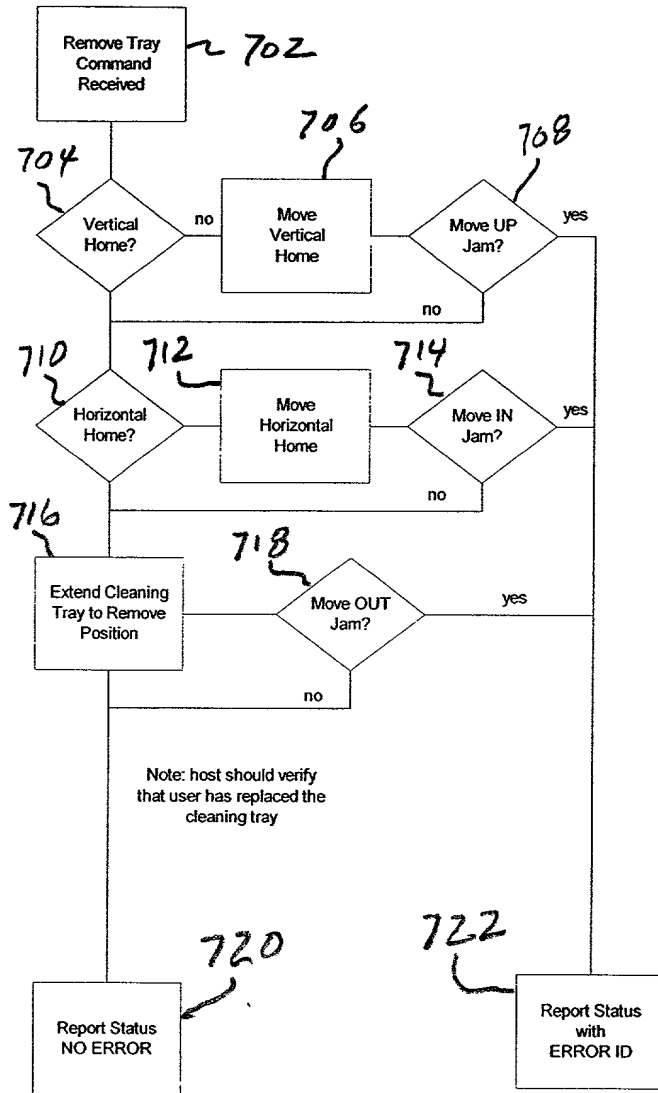 Remove Tray
Command
Received
702
704
706
708
Vertical
Home?
no
Move
Vertical
Home
Move UP
Jam?
yes
no
710
712
714
Horizontal
Home?
Move
Horizontal
Home
Move IN
Jam?
yes
no
716
718
Extend Cleaning
Tray to Remove
Position
Move OUT
Jam?
yes
no
Note: host should verify
that user has replaced the
cleaning tray
720
722
Report Status
NO ERROR
Report Status
with
ERROR ID